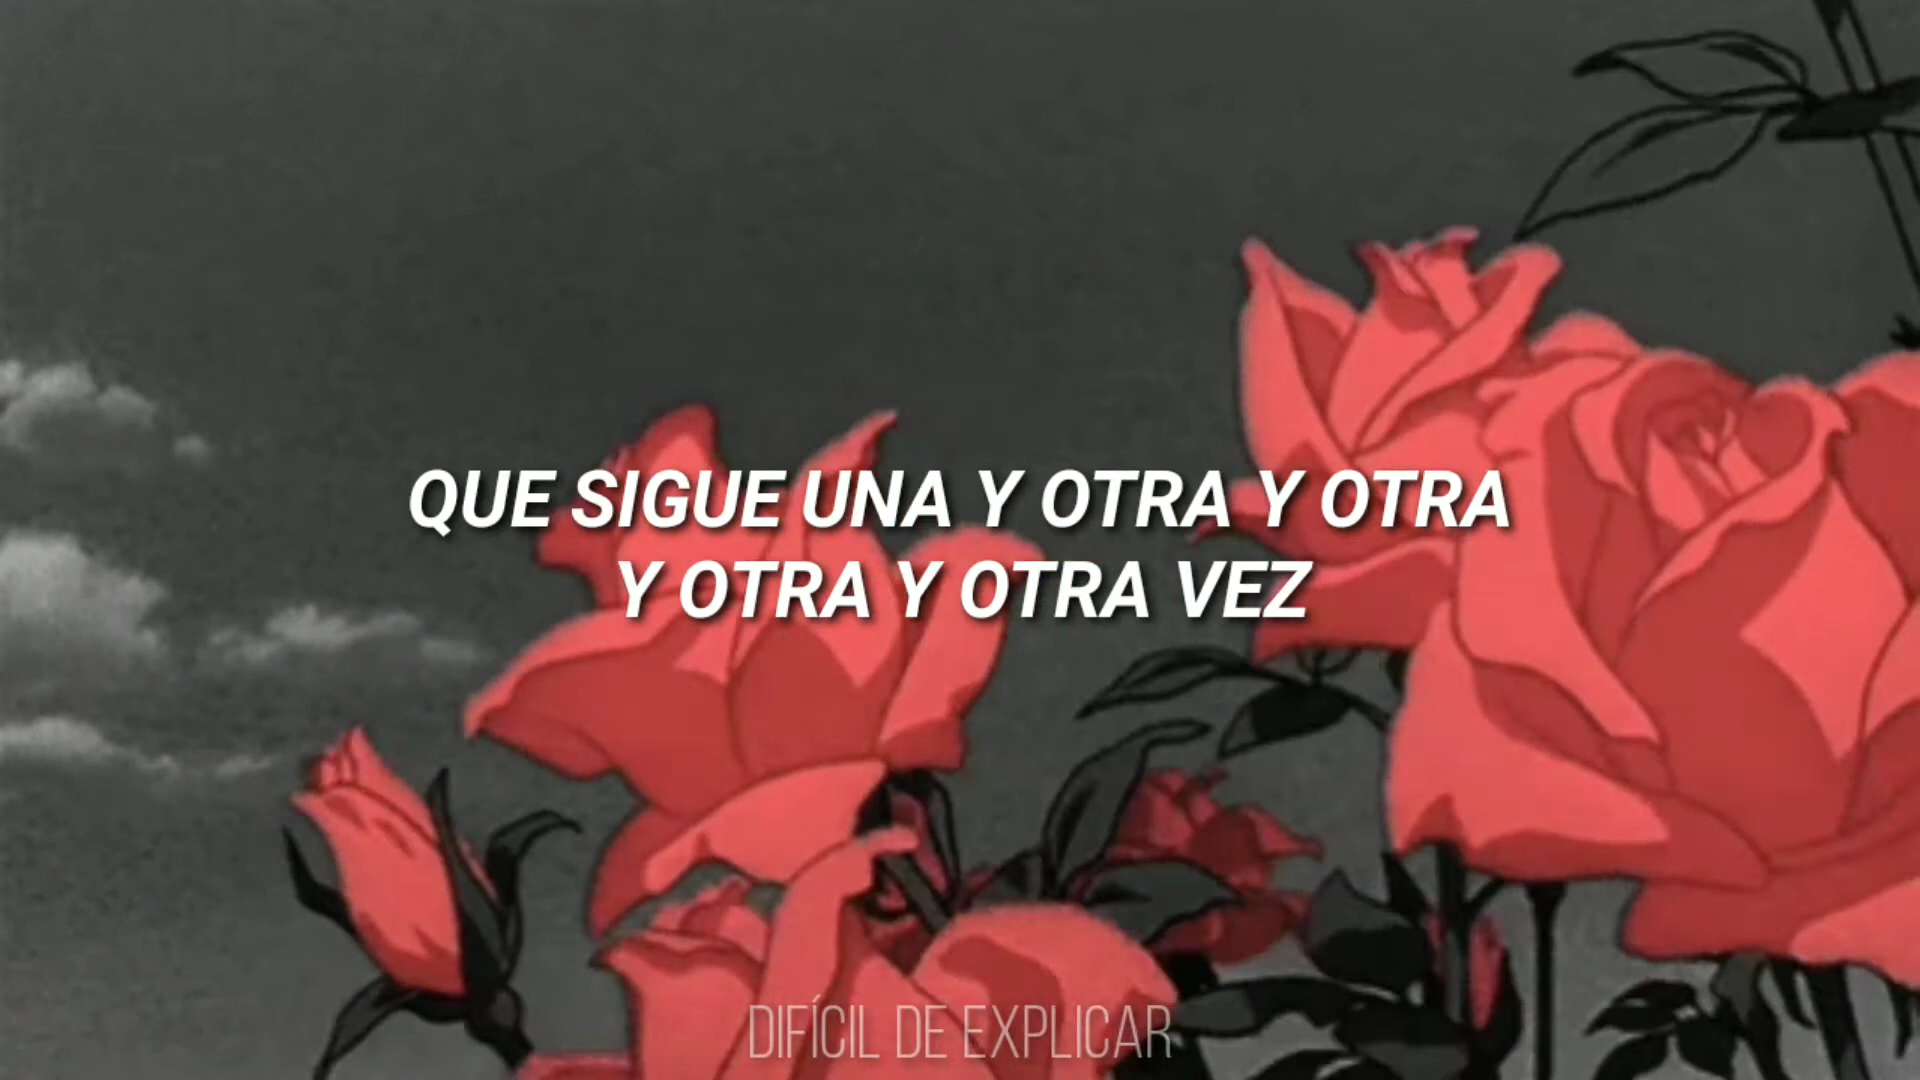 QUE SIGUE UNA Y OTRA Y OTRA
Y OTRA Y OTRA VEZ
DIFÍCIL DE EXPLICAR